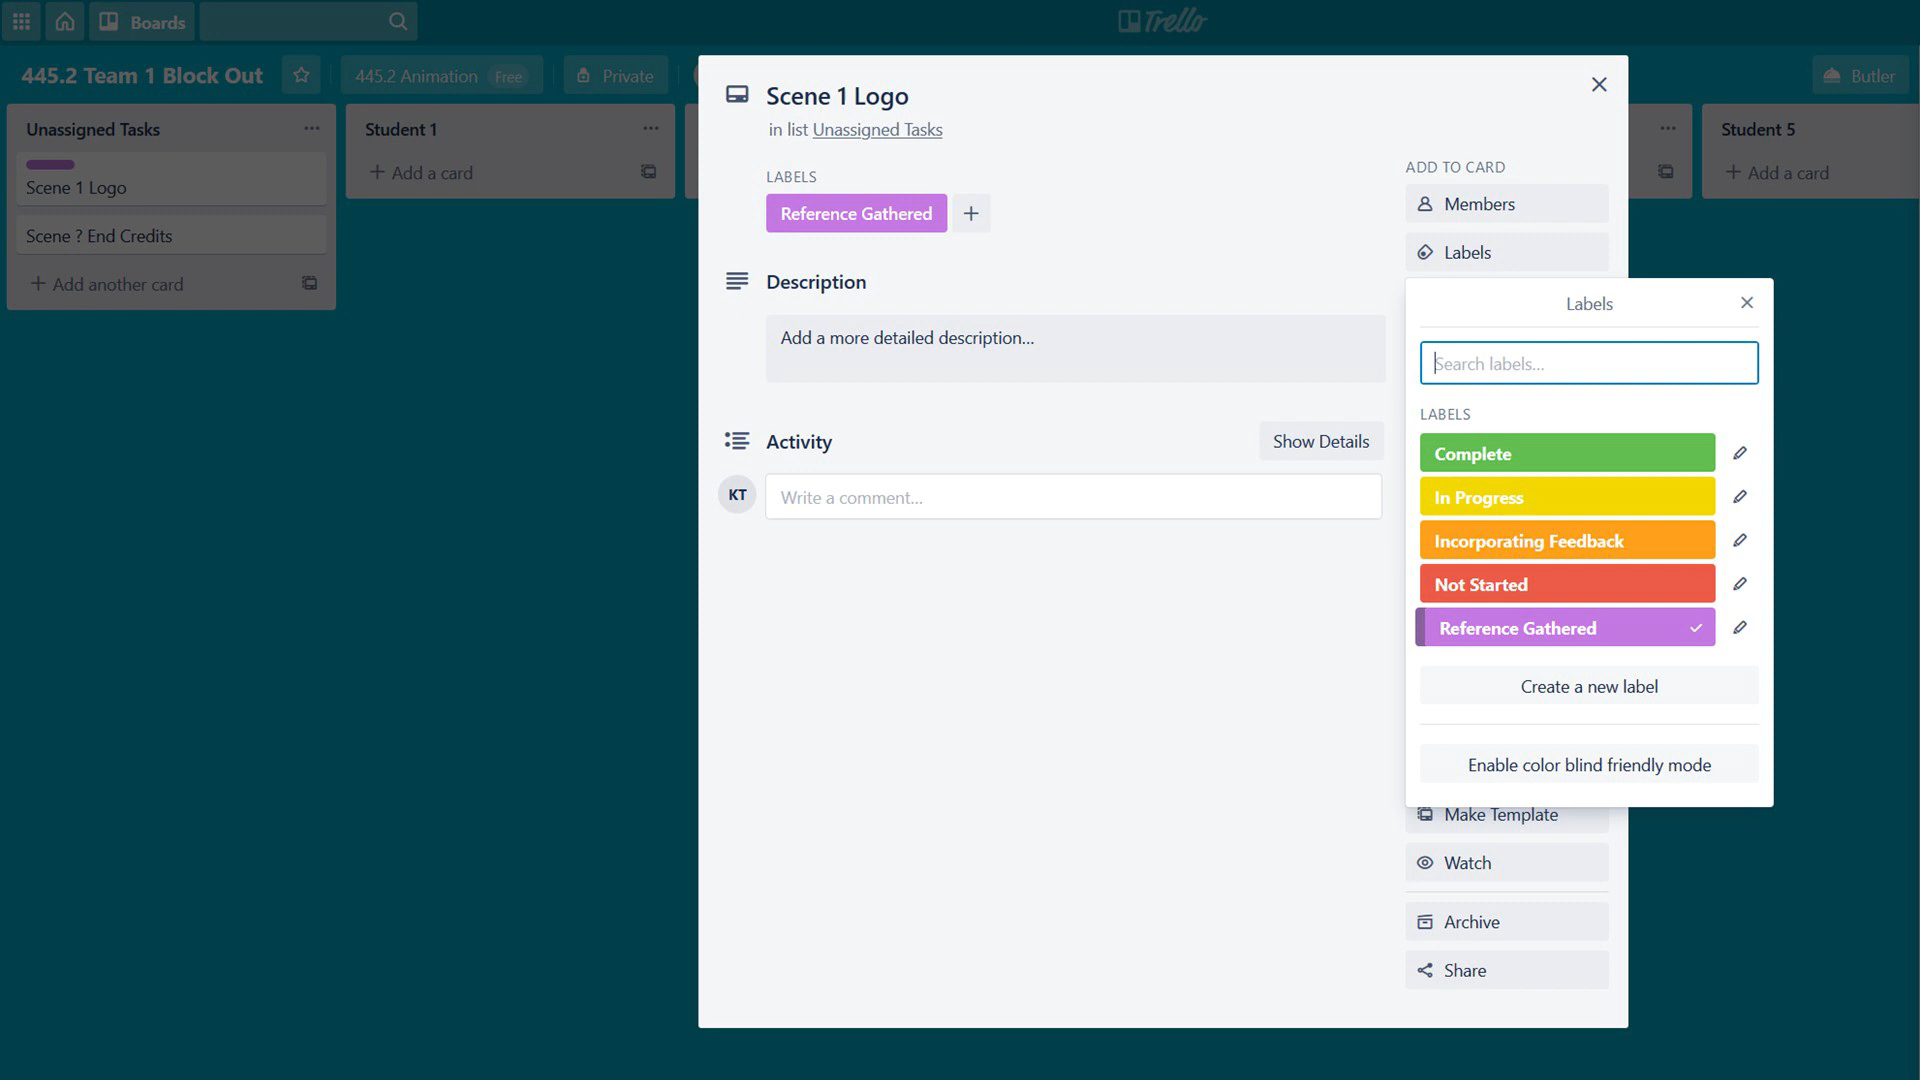 Boards
Trello
445.2 Team 1 Block Out
445.2 Animation Free
Private
Butler
Unassigned Tasks
Scene 1 Logo
Scene ? End Credits
Add another card
Student 1
Add a card
Student 5
Add a card
Scene 1 Logo
in list Unassigned Tasks
LABELS
Reference Gathered
Description
Add a more detailed description...
Activity
Show Details
KT
Write a comment...
ADD TO CARD
Members
Labels
Labels
Search labels...
LABELS
Complete
In Progress
Incorporating Feedback
Not Started
Reference Gathered
Create a new label
Enable color blind friendly mode
Make Template
Watch
Archive
Share